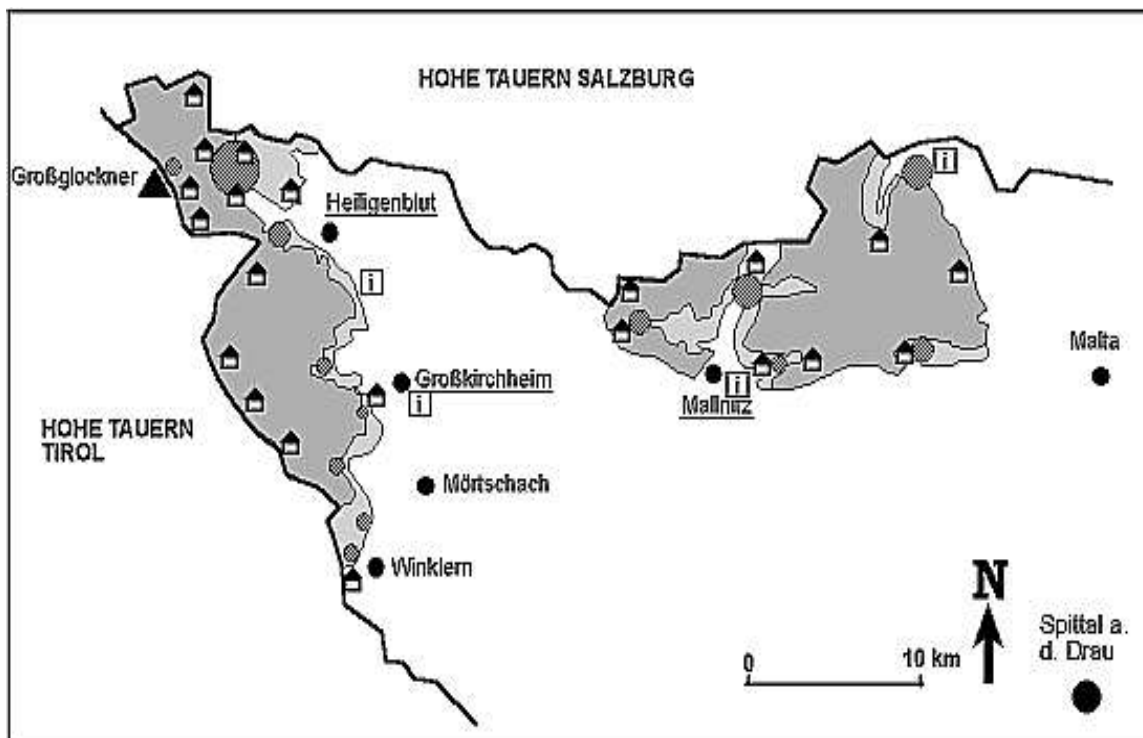 HOHE TAUERN SALZBURG
Großglockner
Heiligenblut
i
i
Großkirchheim
i
Mallnitz
i
Malta
HOHE TAUERN
TIROL
Mörtschach
Winklern
N
0
10 km
Spittal a.
d. Drau